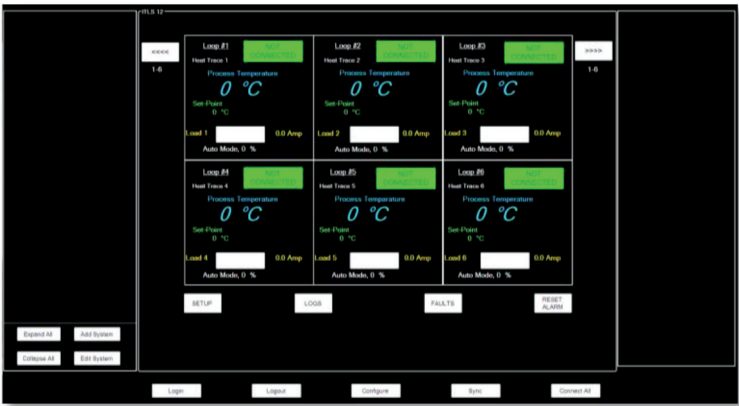 ITLS 12
<<<<
1-6
>>>>
1-6
Loop #1
NOT CONNECTED
Heat Trace 1
Process Temperature
0 °C
Set-Point
0 °C
Load 1 0.0 Amp
Auto Mode, 0 %
Loop #2
NOT CONNECTED
Heat Trace 2
Process Temperature
0 °C
Set-Point
0 °C
Load 2 0.0 Amp
Auto Mode, 0 %
Loop #3
NOT CONNECTED
Heat Trace 3
Process Temperature
0 °C
Set-Point
0 °C
Load 3 0.0 Amp
Auto Mode, 0 %
Loop #4
NOT CONNECTED
Heat Trace 4
Process Temperature
0 °C
Set-Point
0 °C
Load 4 0.0 Amp
Auto Mode, 0 %
Loop #5
NOT CONNECTED
Heat Trace 5
Process Temperature
0 °C
Set-Point
0 °C
Load 5 0.0 Amp
Auto Mode, 0 %
Loop #6
NOT CONNECTED
Heat Trace 6
Process Temperature
0 °C
Set-Point
0 °C
Load 6 0.0 Amp
Auto Mode, 0 %
SETUP
LOGS
FAULTS
RESET
ALARM
Expand All
Add System
Collapse All
Edit System
Login
Logout
Configure
Sync
Connect All